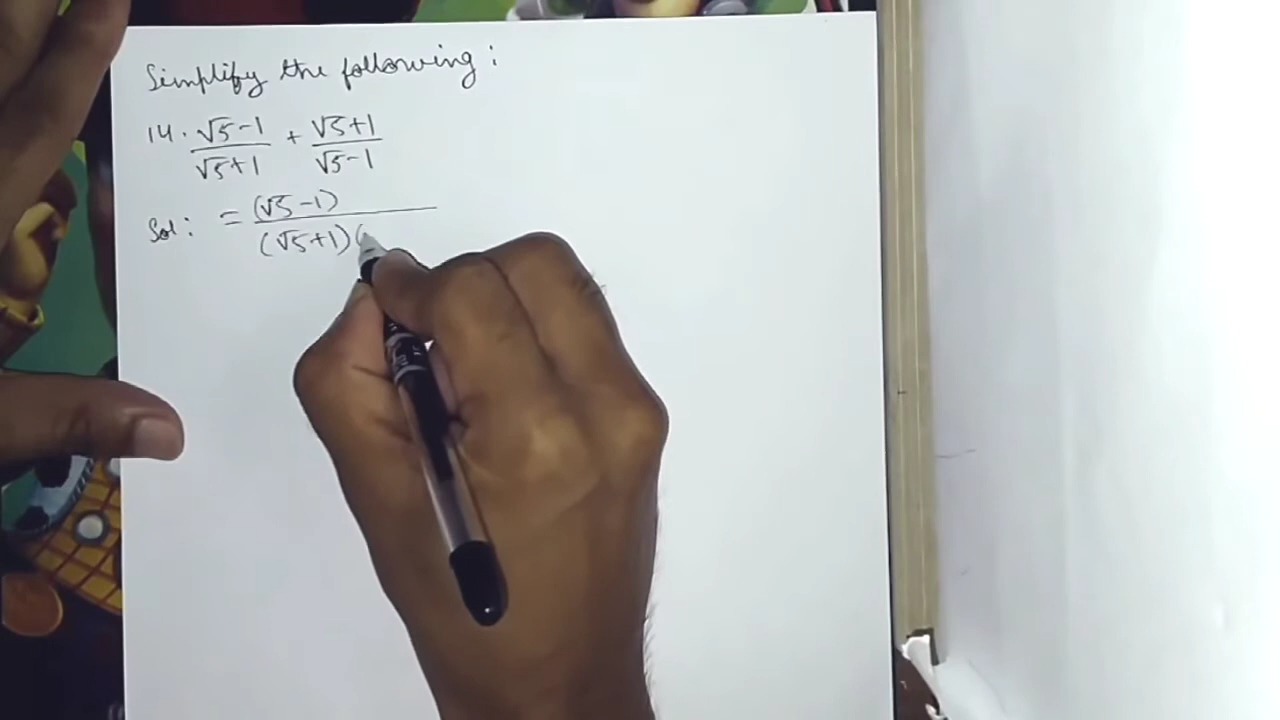 Simplify the following :
14. (√5-1)/(√5+1) + (√5+1)/(√5-1)
Sol : = (√5-1)
(√5+1)(